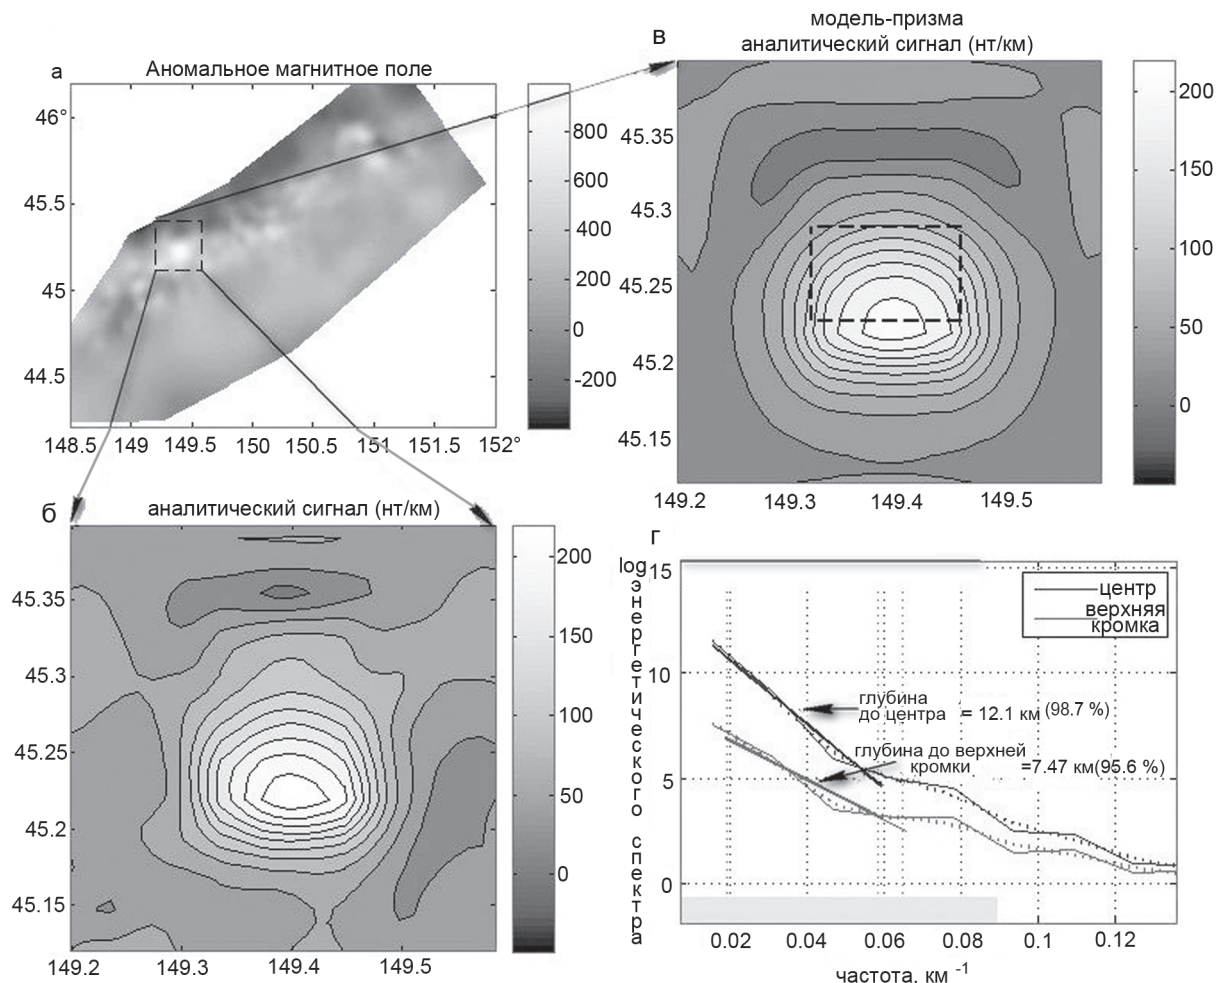 а
Аномальное магнитное поле
46°
45.5
45
44.5
148.5 149 149.5 150 150.5 151 151.5 152°
800
600
400
200
0
-200
модель-призма
в
аналитический сигнал (нт/км)
45.35
45.3
45.25
45.2
45.15
149.2 149.3 149.4 149.5
200
150
100
50
0
б
аналитический сигнал (нт/км)
45.35
45.3
45.25
45.2
45.15
149.2 149.3 149.4 149.5
200
150
100
50
0
г
log энергетического спектра
15
10
5
0
центр
верхняя
кромка
глубина
до центра = 12.1 км (98.7 %)
глубина до верхней
кромки =7.47 км(95.6 %)
0.02 0.04 0.06 0.08 0.1 0.12
частота. км -1